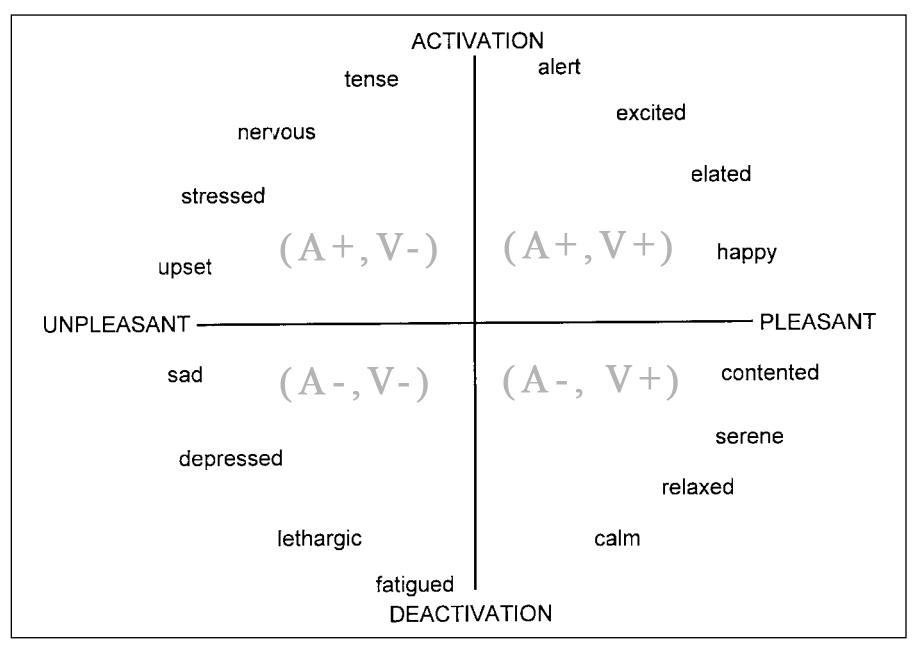 ACTIVATION
tense
alert
nervous
excited
stressed
elated
(A+,V-)
(A+,V+)
upset
happy
UNPLEASANT
PLEASANT
sad
(A-,V-)
(A-, V+)
contented
depressed
serene
relaxed
lethargic
calm
fatigued
DEACTIVATION